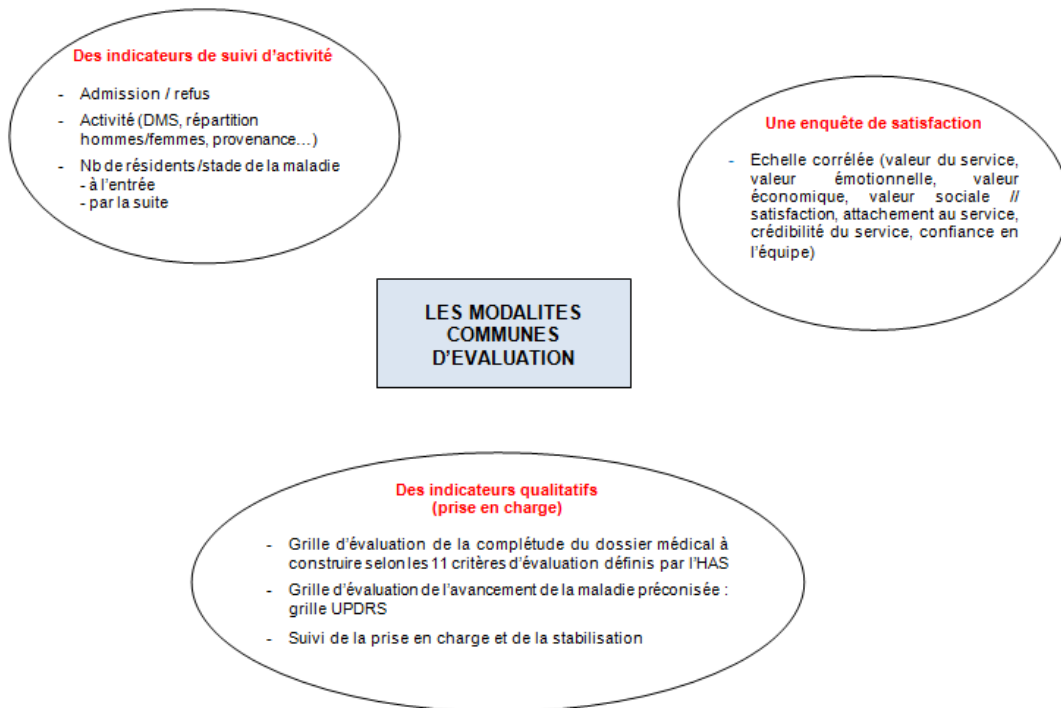 Des indicateurs de suivi d'activité
- Admission / refus
- Activité (DMS, répartition
hommes/femmes, provenance…)
- Nb de résidents/stade de la maladie
- à l'entrée
- par la suite
Une enquête de satisfaction
- Echelle corrélée (valeur du service,
valeur émotionnelle, valeur
économique, valeur sociale //
satisfaction, attachement au service,
crédibilité du service, confiance en
l'équipe)
LES MODALITES
COMMUNES
D'EVALUATION
Des indicateurs qualitatifs
(prise en charge)
- Grille d'évaluation de la complétude du dossier médical à
construire selon les 11 critères d'évaluation définis par l'HAS
- Grille d'évaluation de l'avancement de la maladie préconisée :
grille UPDRS
- Suivi de la prise en charge et de la stabilisation